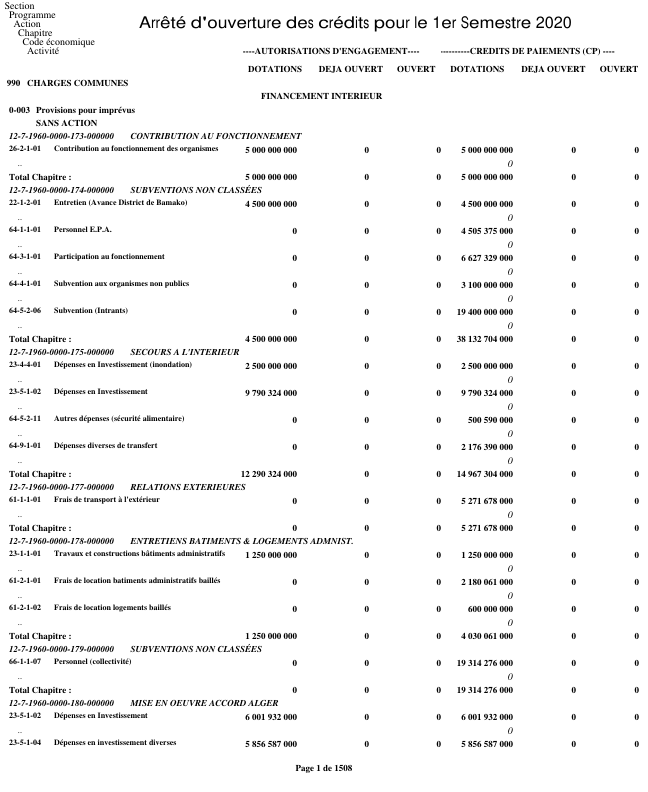 Section
Programme
Action
Chapitre
Code économique
Activité
Arrêté d'ouverture des crédits pour le 1er Semestre 2020
----AUTORISATIONS D'ENGAGEMENT---- ----------CREDITS DE PAIEMENTS (CP) ----
DOTATIONS DEJA OUVERT OUVERT DOTATIONS DEJA OUVERT OUVERT
990 CHARGES COMMUNES
FINANCEMENT INTERIEUR
0-003 Provisions pour imprévus
SANS ACTION
12-7-1960-0000-173-000000 CONTRIBUTION AU FONCTIONNEMENT
26-2-1-01 Contribution au fonctionnement des organismes 5 000 000 000 0 0 5 000 000 000 0 0
.. 0
Total Chapitre : 5 000 000 000 0 0 5 000 000 000 0 0
12-7-1960-0000-174-000000 SUBVENTIONS NON CLASSÉES
22-1-2-01 Entretien (Avance District de Bamako) 4 500 000 000 0 0 4 500 000 000 0 0
.. 0
64-1-1-01 Personnel E.P.A. 0 0 0 4 505 375 000 0 0
.. 0
64-3-1-01 Participation au fonctionnement 0 0 0 6 627 329 000 0 0
.. 0
64-4-1-01 Subvention aux organismes non publics 0 0 0 3 100 000 000 0 0
.. 0
64-5-2-06 Subvention (Intrants) 0 0 0 19 400 000 000 0 0
.. 0
Total Chapitre : 4 500 000 000 0 0 38 132 704 000 0 0
12-7-1960-0000-175-000000 SECOURS A L'INTERIEUR
23-4-4-01 Dépenses en Investissement (inondation) 2 500 000 000 0 0 2 500 000 000 0 0
.. 0
23-5-1-02 Dépenses en Investissement 9 790 324 000 0 0 9 790 324 000 0 0
.. 0
64-5-2-11 Autres dépenses (sécurité alimentaire) 0 0 0 500 590 000 0 0
.. 0
64-9-1-01 Dépenses diverses de transfert 0 0 0 2 176 390 000 0 0
.. 0
Total Chapitre : 12 290 324 000 0 0 14 967 304 000 0 0
12-7-1960-0000-177-000000 RELATIONS EXTERIEURES
61-1-1-01 Frais de transport à l'extérieur 0 0 0 5 271 678 000 0 0
.. 0
Total Chapitre : 0 0 0 5 271 678 000 0 0
12-7-1960-0000-178-000000 ENTRETIENS BATIMENTS & LOGEMENTS ADMNIST.
23-1-1-01 Travaux et constructions bâtiments administratifs 1 250 000 000 0 0 1 250 000 000 0 0
.. 0
61-2-1-01 Frais de location batiments administratifs baillés 0 0 0 2 180 061 000 0 0
.. 0
61-2-1-02 Frais de location logements baillés 0 0 0 600 000 000 0 0
.. 0
Total Chapitre : 1 250 000 000 0 0 4 030 061 000 0 0
12-7-1960-0000-179-000000 SUBVENTIONS NON CLASSÉES
66-1-1-07 Personnel (collectivité) 0 0 0 19 314 276 000 0 0
.. 0
Total Chapitre : 0 0 0 19 314 276 000 0 0
12-7-1960-0000-180-000000 MISE EN OEUVRE ACCORD ALGER
23-5-1-02 Dépenses en Investissement 6 001 932 000 0 0 6 001 932 000 0 0
.. 0
23-5-1-04 Dépenses en investissement diverses 5 856 587 000 0 0 5 856 587 000 0 0
Page 1 de 1508